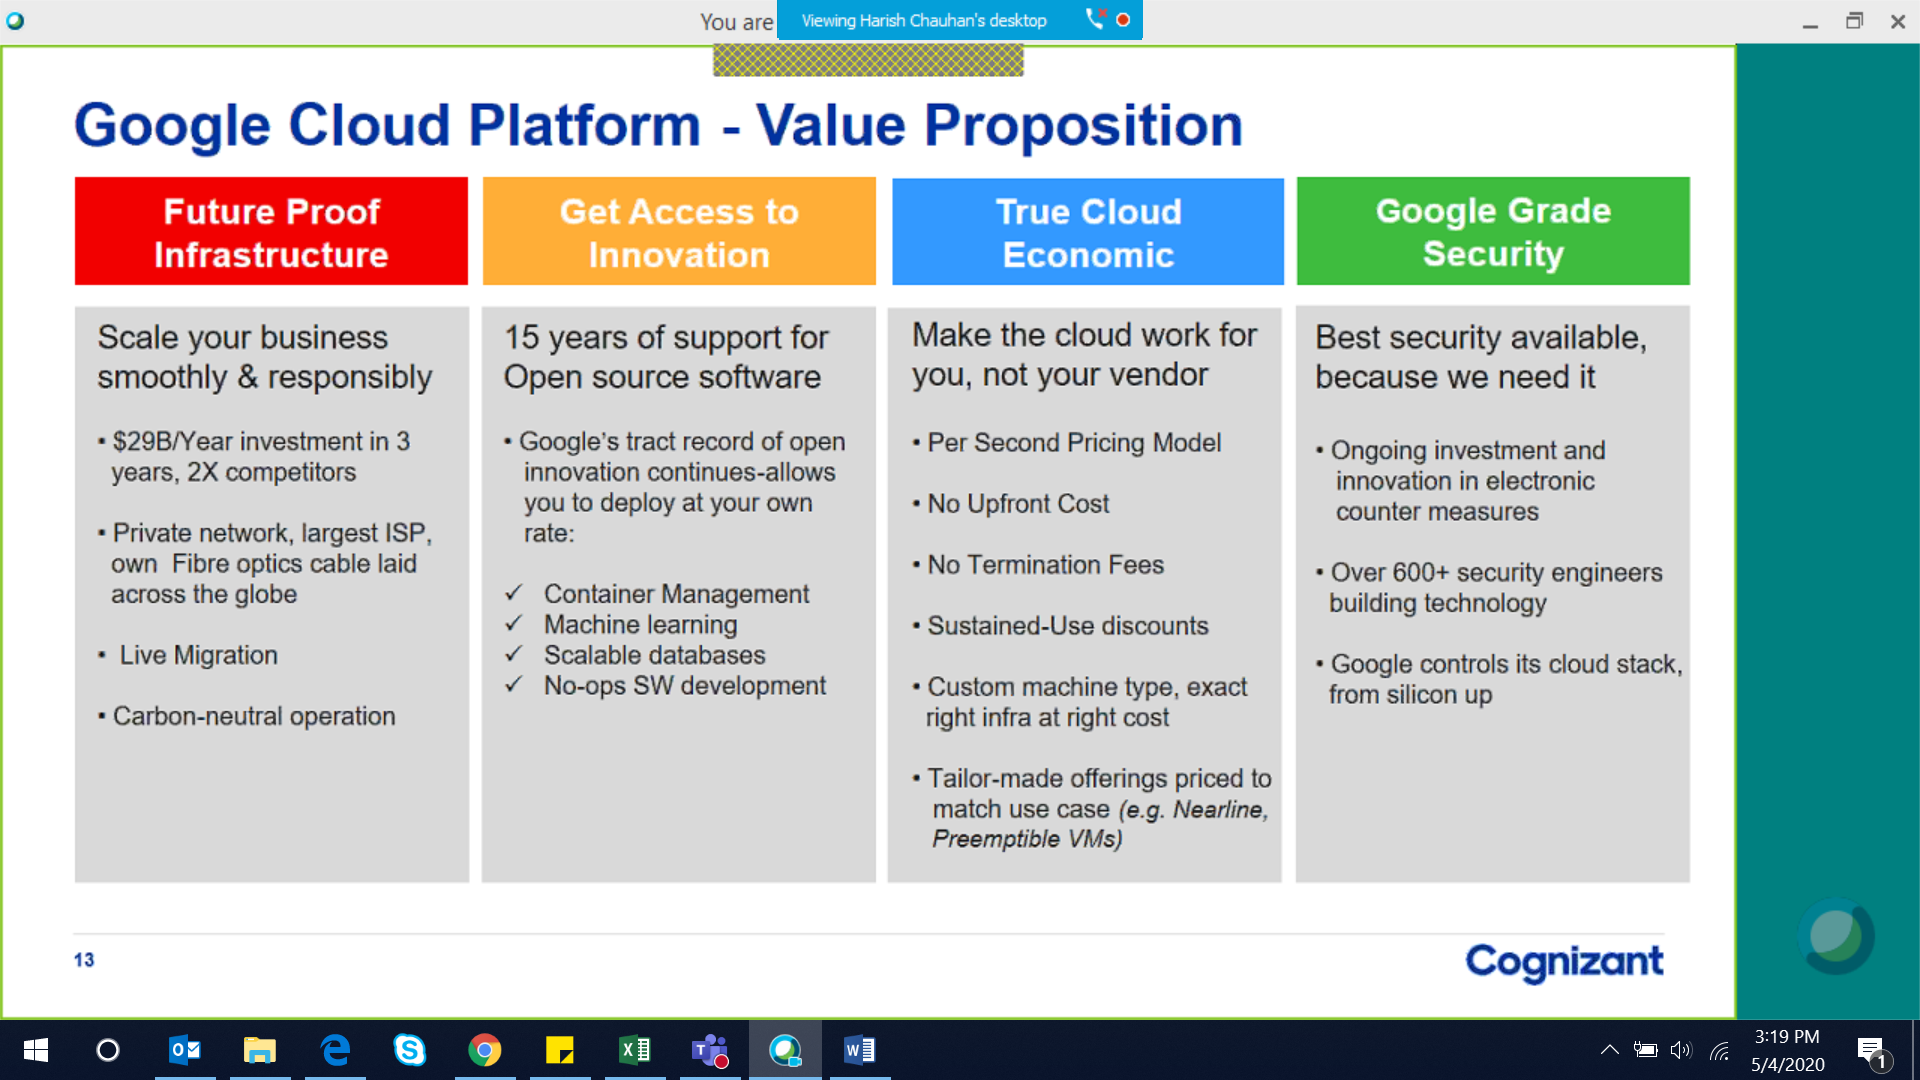 You are
Viewing Harish Chauhan's desktop
Google Cloud Platform - Value Proposition
Future Proof
Infrastructure
Scale your business
smoothly & responsibly
• $29B/Year investment in 3
years, 2X competitors
• Private network, largest ISP,
own Fibre optics cable laid
across the globe
• Live Migration
• Carbon-neutral operation
Get Access to
Innovation
15 years of support for
Open source software
• Google's tract record of open
innovation continues-allows
you to deploy at your own
rate:
✓ Container Management
✓ Machine learning
✓ Scalable databases
✓ No-ops SW development
True Cloud
Economic
Make the cloud work for
you, not your vendor
• Per Second Pricing Model
• No Upfront Cost
• No Termination Fees
• Sustained-Use discounts
• Custom machine type, exact
right infra at right cost
• Tailor-made offerings priced to
match use case (e.g. Nearline,
Preemptible VMs)
Google Grade
Security
Best security available,
because we need it
• Ongoing investment and
innovation in electronic
counter measures
• Over 600+ security engineers
building technology
• Google controls its cloud stack,
from silicon up
13
Cognizant
3:19 PM
5/4/2020
1